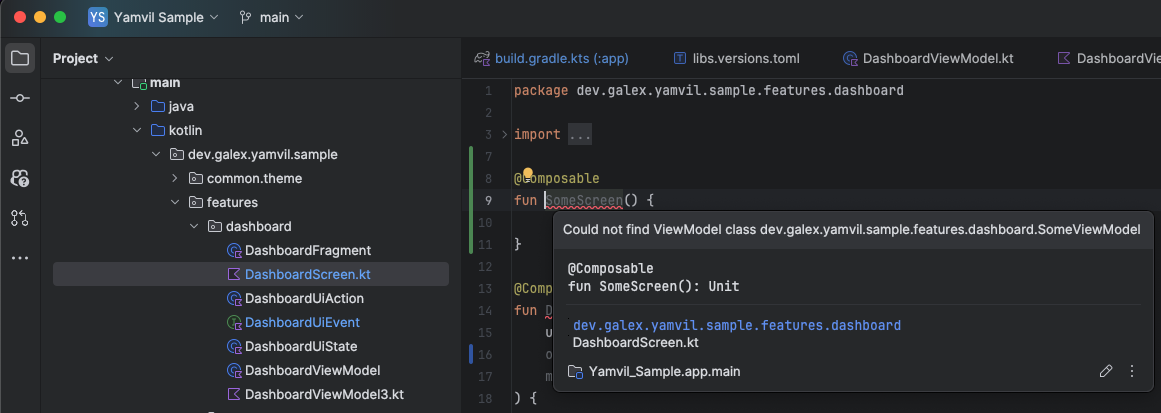 YS Yamvil Sample main
Project
build.gradle.kts (:app) libs.versions.toml DashboardViewModel.kt DashboardVie
main
java
kotlin
dev.galex.yamvil.sample
common.theme
features
dashboard
DashboardFragment
DashboardScreen.kt
DashboardUiAction
DashboardUiEvent
DashboardUiState
DashboardViewModel
DashboardViewModel3.kt
1 package dev.galex.yamvil.sample.features.dashboard
2
3 import ...
7
8 @Composable
9 fun SomeScreen() {
10
11 }
12
13 @Comp
14 fun D
15 u
16 o
17 m
18 ) {
Could not find ViewModel class dev.galex.yamvil.sample.features.dashboard.SomeViewModel
@Composable
fun SomeScreen(): Unit
dev.galex.yamvil.sample.features.dashboard
DashboardScreen.kt
Yamvil_Sample.app.main